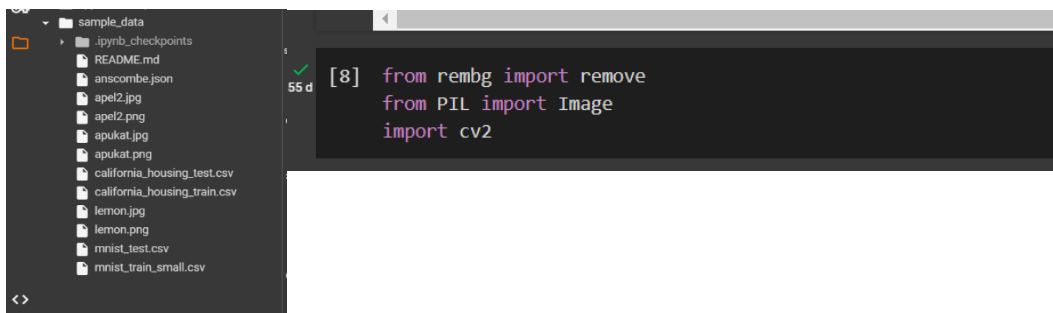 sample_data
.ipynb_checkpoints
README.md
anscombe.json
apel2.jpg
apel2.png
apukat.jpg
apukat.png
california_housing_test.csv
california_housing_train.csv
lemon.jpg
lemon.png
mnist_test.csv
mnist_train_small.csv
<>
55 d
[8]
from rembg import remove
from PIL import Image
import cv2